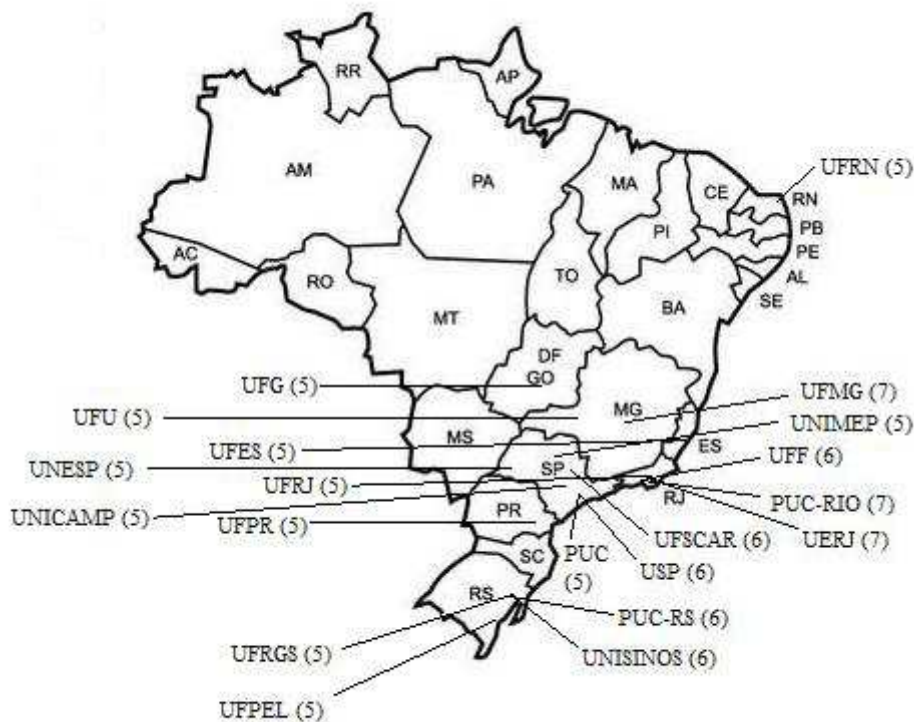 RR
AP
AM
PA
MA
CE
UFRN (5)
RN
PB
PI
PE
AC
AL
RO
TO
SE
BA
MT
DF
GO
UFG (5)
UFMG (7)
UFU (5)
MG
UNIMEP (5)
MS
UFES (5)
ES
UNESP (5)
SP
UFF (6)
UFRJ (5)
RJ
PUC-RIO (7)
UNICAMP (5)
PR
UFPR (5)
UFSCAR (6)
UERJ (7)
SC
PUC
(5)
USP (6)
RS
PUC-RS (6)
UFRGS (5)
UNISINOS (6)
UFPEL (5)